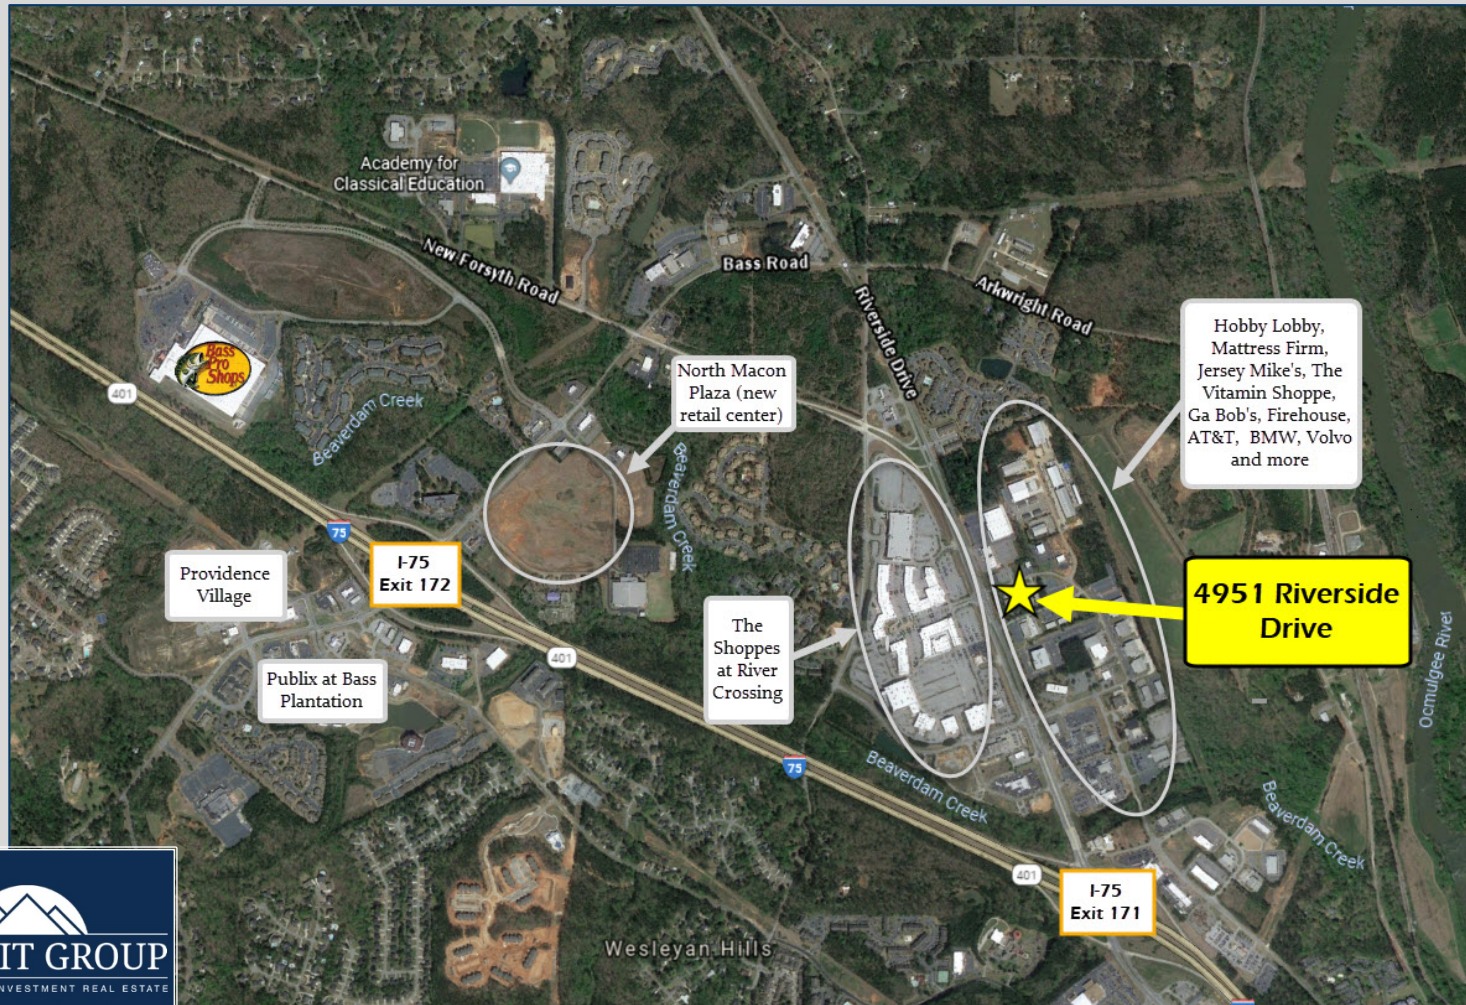 Academy for
Classical Education
New Forsyth Road
Bass Road
Arkwright Road
Riverside Drive
Hobby Lobby,
Mattress Firm,
Jersey Mike's, The
Vitamin Shoppe,
Ga Bob's, Firehouse,
AT&T, BMW, Volvo
and more
Bass
Pro
Shops
401
Beaverdam Creek
North Macon
Plaza (new
retail center)
Beaverdam Creek
75
I-75
Exit 172
Providence
Village
4951 Riverside
Drive
The
Shoppes
at River
Crossing
401
Publix at Bass
Plantation
Ocmulgee River
75
Beaverdam Creek
Beaverdam Creek
401
I-75
Exit 171
Wesleyan Hills
IT GROUP
NVESTMENT REAL ESTATE